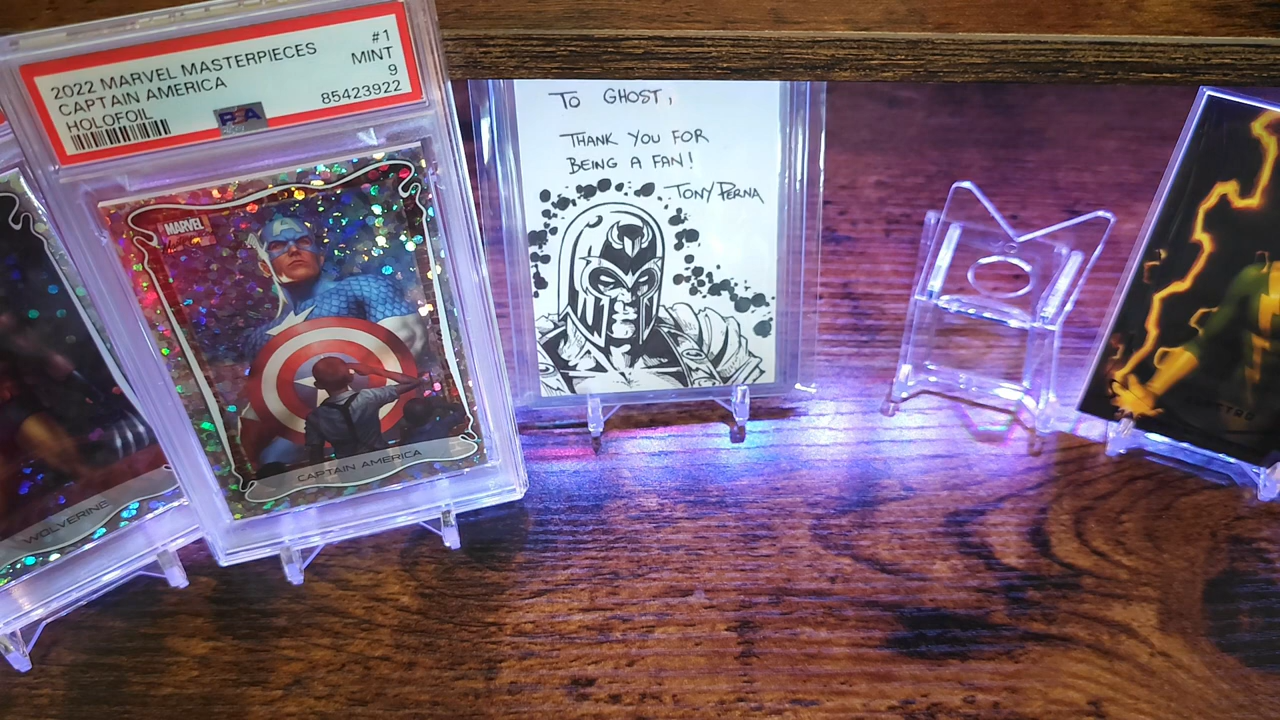 2022 MARVEL MASTERPIECES #1
CAPTAIN AMERICA MINT
HOLOFOIL 9
PSA 85423922
MARVEL
CAPTAIN AMERICA
WOLVERINE
TO GHOST,
THANK YOU FOR
BEING A FAN!
TONY PERNA